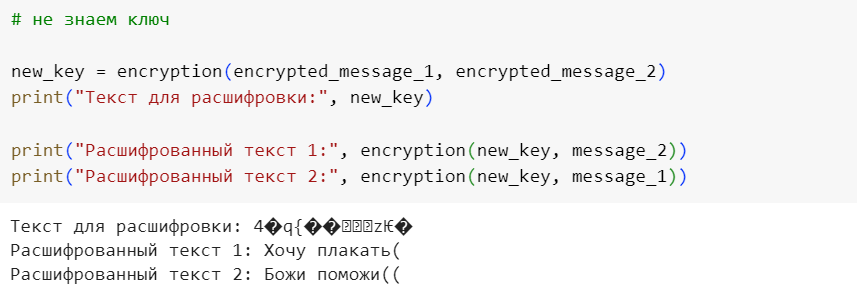 # не знаем ключ
new_key = encryption(encrypted_message_1, encrypted_message_2)
print("Текст для расшифровки:", new_key)
print("Расшифрованный текст 1:", encryption(new_key, message_2))
print("Расшифрованный текст 2:", encryption(new_key, message_1))
Текст для расшифровки: 4�q{��zѤ�
Расшифрованный текст 1: Хочу плакать(
Расшифрованный текст 2: Божи поможи((